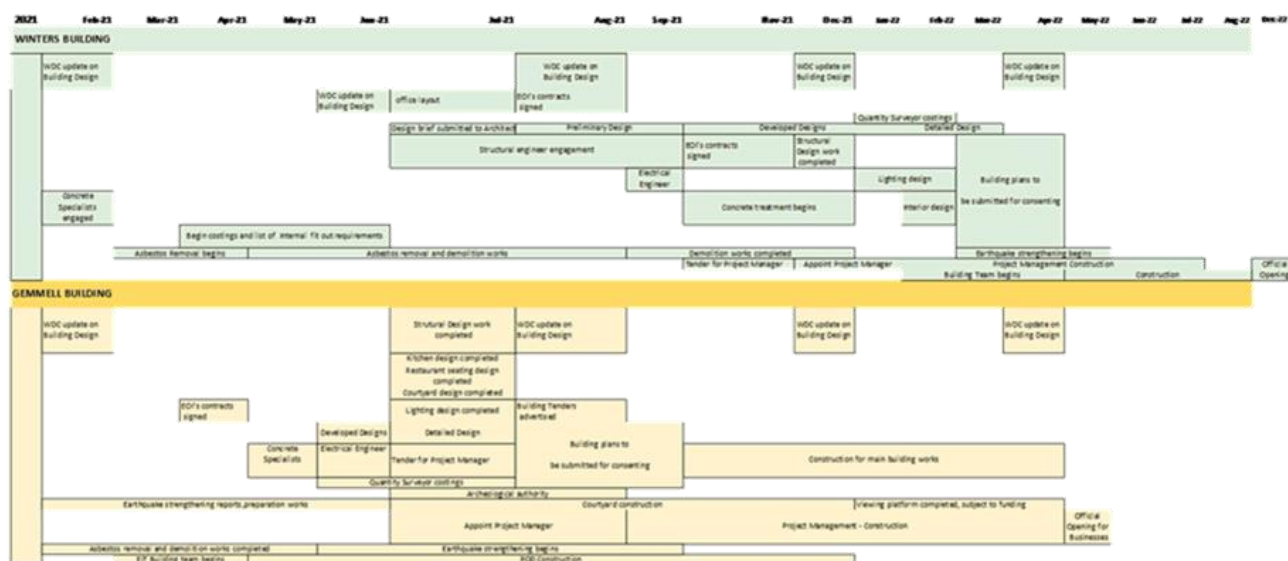 2021 Feb-21 Mar-21 Apr-21 May-21 Jun-21 Jul-21 Aug-21 Sep-21 Nov-21 Dec-21 Jan-22 Feb-22 Mar-22 Apr-22 May-22 Jun-22 Jul-22 Aug-22 Dec-22
WINTERS BUILDING
WDC update on
Building Design
WDC update on
Building Design
WDC update on
Building Design
WDC update on
Building Design
WDC update on
Building Design
office layout
EOI's contracts
signed
Quantity Surveyor costings
Design brief submitted to Architect
Preliminary Design
Developed Designs
Detailed Design
Structural engineer engagement
EOI's contracts
signed
Structural
Design work
completed
Building plans to
be submitted for consenting
Electrical
Engineer
Lighting design
Concrete
Specialists
engaged
Concrete treatment begins
Interior design
Begin costings and list of internal fit out requirements
Asbestos Removal begins
Asbestos removal and demolition works
Demolition works completed
Earthquake strengthening begins
Tender for Project Manager
Appoint Project Manager
Project Management Construction
Official
Opening
Building Team begins
Construction
GEMMELL BUILDING
WDC update on
Building Design
Strutural Design work
completed
WDC update on
Building Design
WDC update on
Building Design
WDC update on
Building Design
Kitchen design completed
Restaurant seating design
completed
Courtyard design completed
EOI's contracts
signed
Lighting design completed
Building Tenders
advertised
Developed Designs
Detailed Design
Building plans to
be submitted for consenting
Concrete
Specialists
Electrical Engineer
Tender for Project Manager
Construction for main building works
Quantity Surveyor costings
Archeological authority
Earthquake strengthening reports,preparation works
Courtyard construction
Viewing platform completed, subject to funding
Appoint Project Manager
Project Management - Construction
Official
Opening for
Businesses
Asbestos removal and demolition works completed
Earthquake strengthening begins
Building team begins
Construction